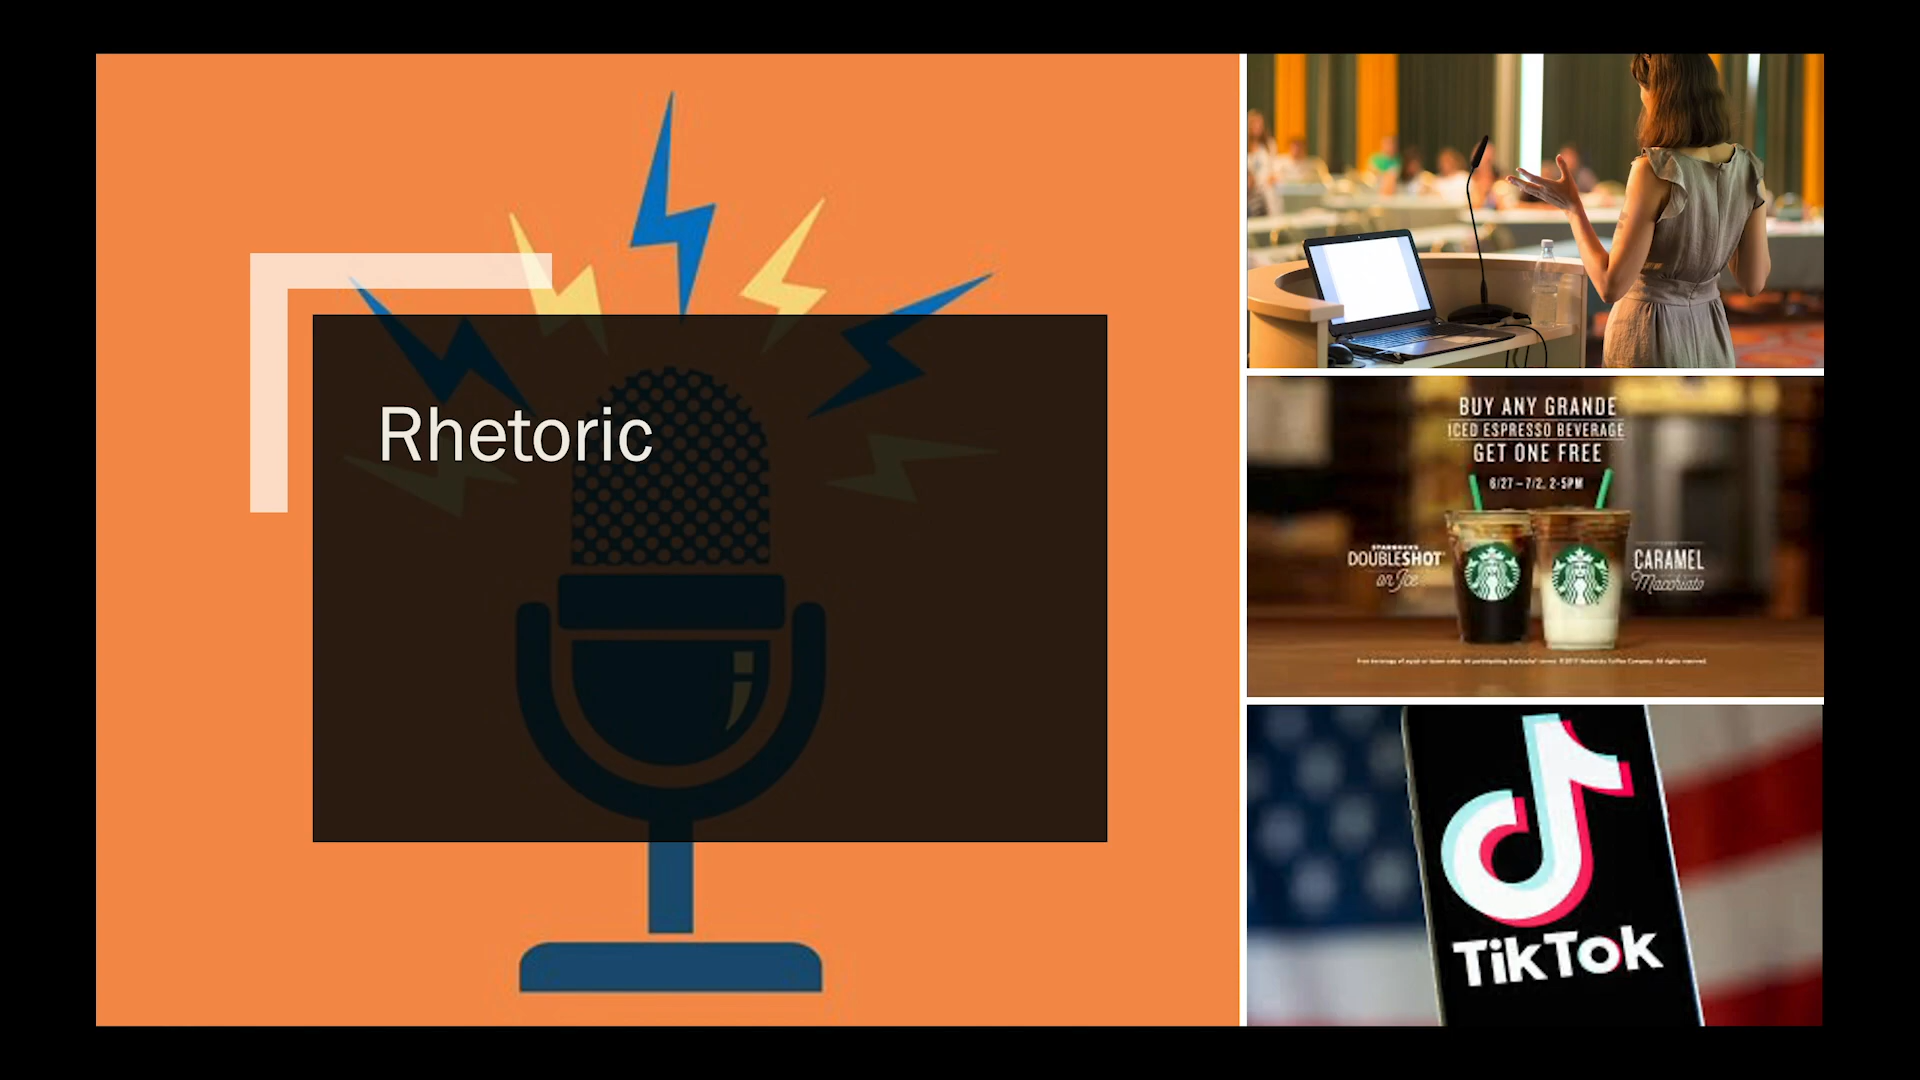 Rhetoric
BUY ANY GRANDE
ICED ESPRESSO BEVERAGE
GET ONE FREE
6/27 – 7/2, 2-5PM
STARBUCKS
DOUBLESHOT
on Ice
CARAMEL
Macchiato
TikTok